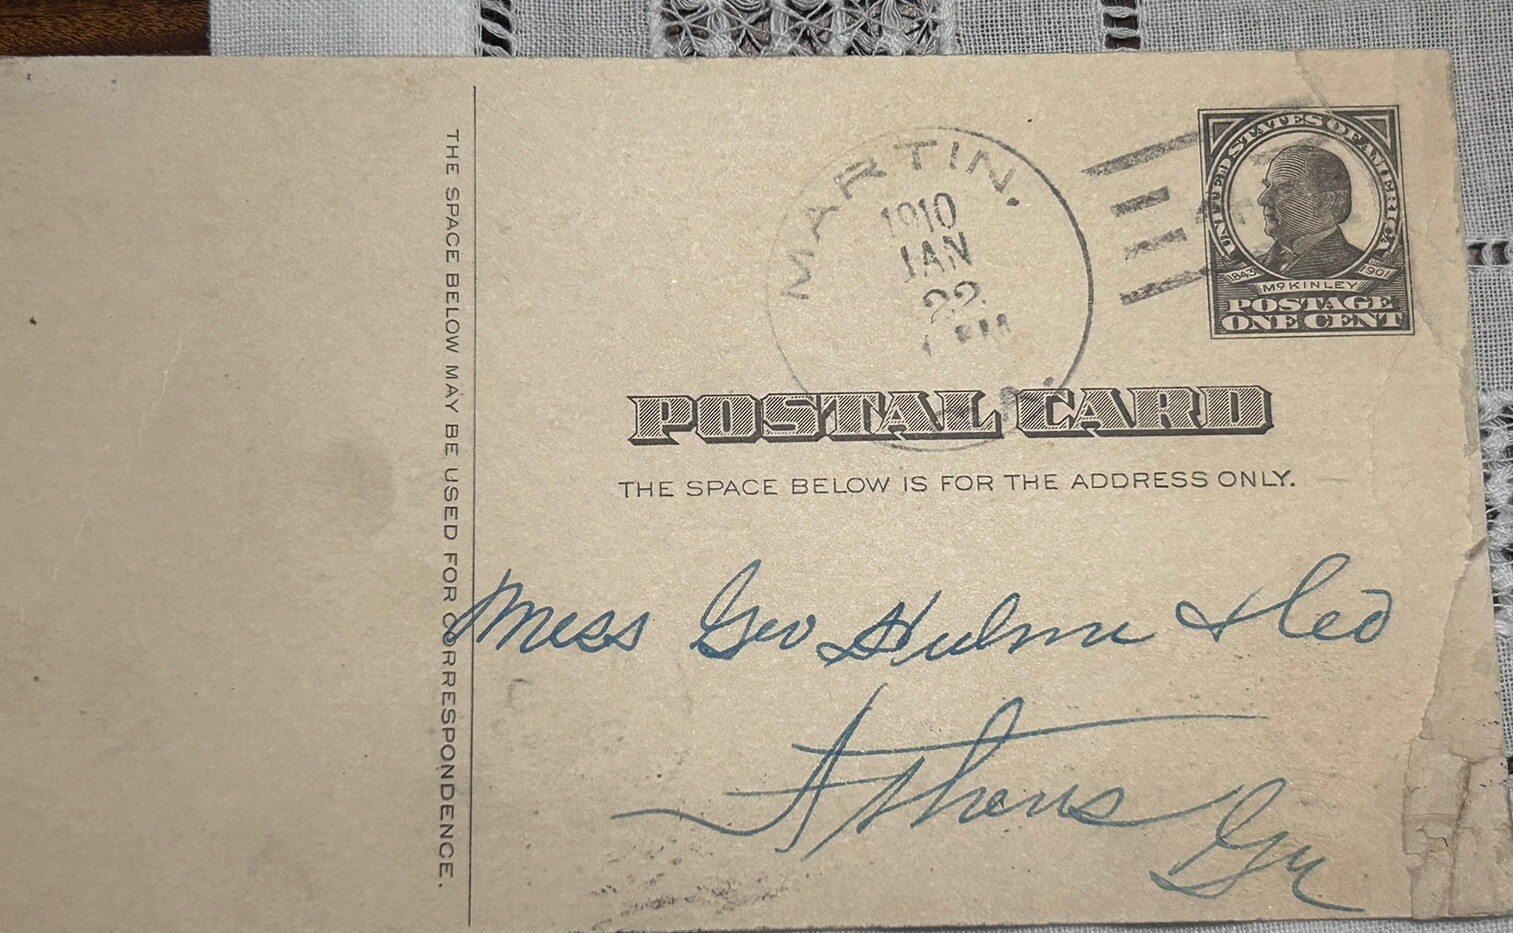 THE SPACE BELOW MAY BE USED FOR CORRESPONDENCE.
MARTIN.
1910
JAN
22
UNITED STATES OF AMERICA
1843 1901
McKINLEY
POSTAGE
ONE CENT
POSTAL CARD
THE SPACE BELOW IS FOR THE ADDRESS ONLY.
Mess Geo Hulme &
Athens
Ga